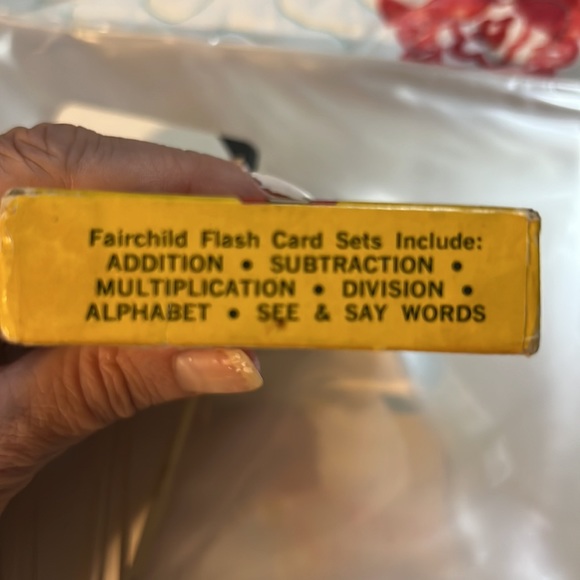 Fairchild Flash Card Sets Include:
ADDITION • SUBTRACTION •
MULTIPLICATION • DIVISION •
ALPHABET • SEE & SAY WORDS